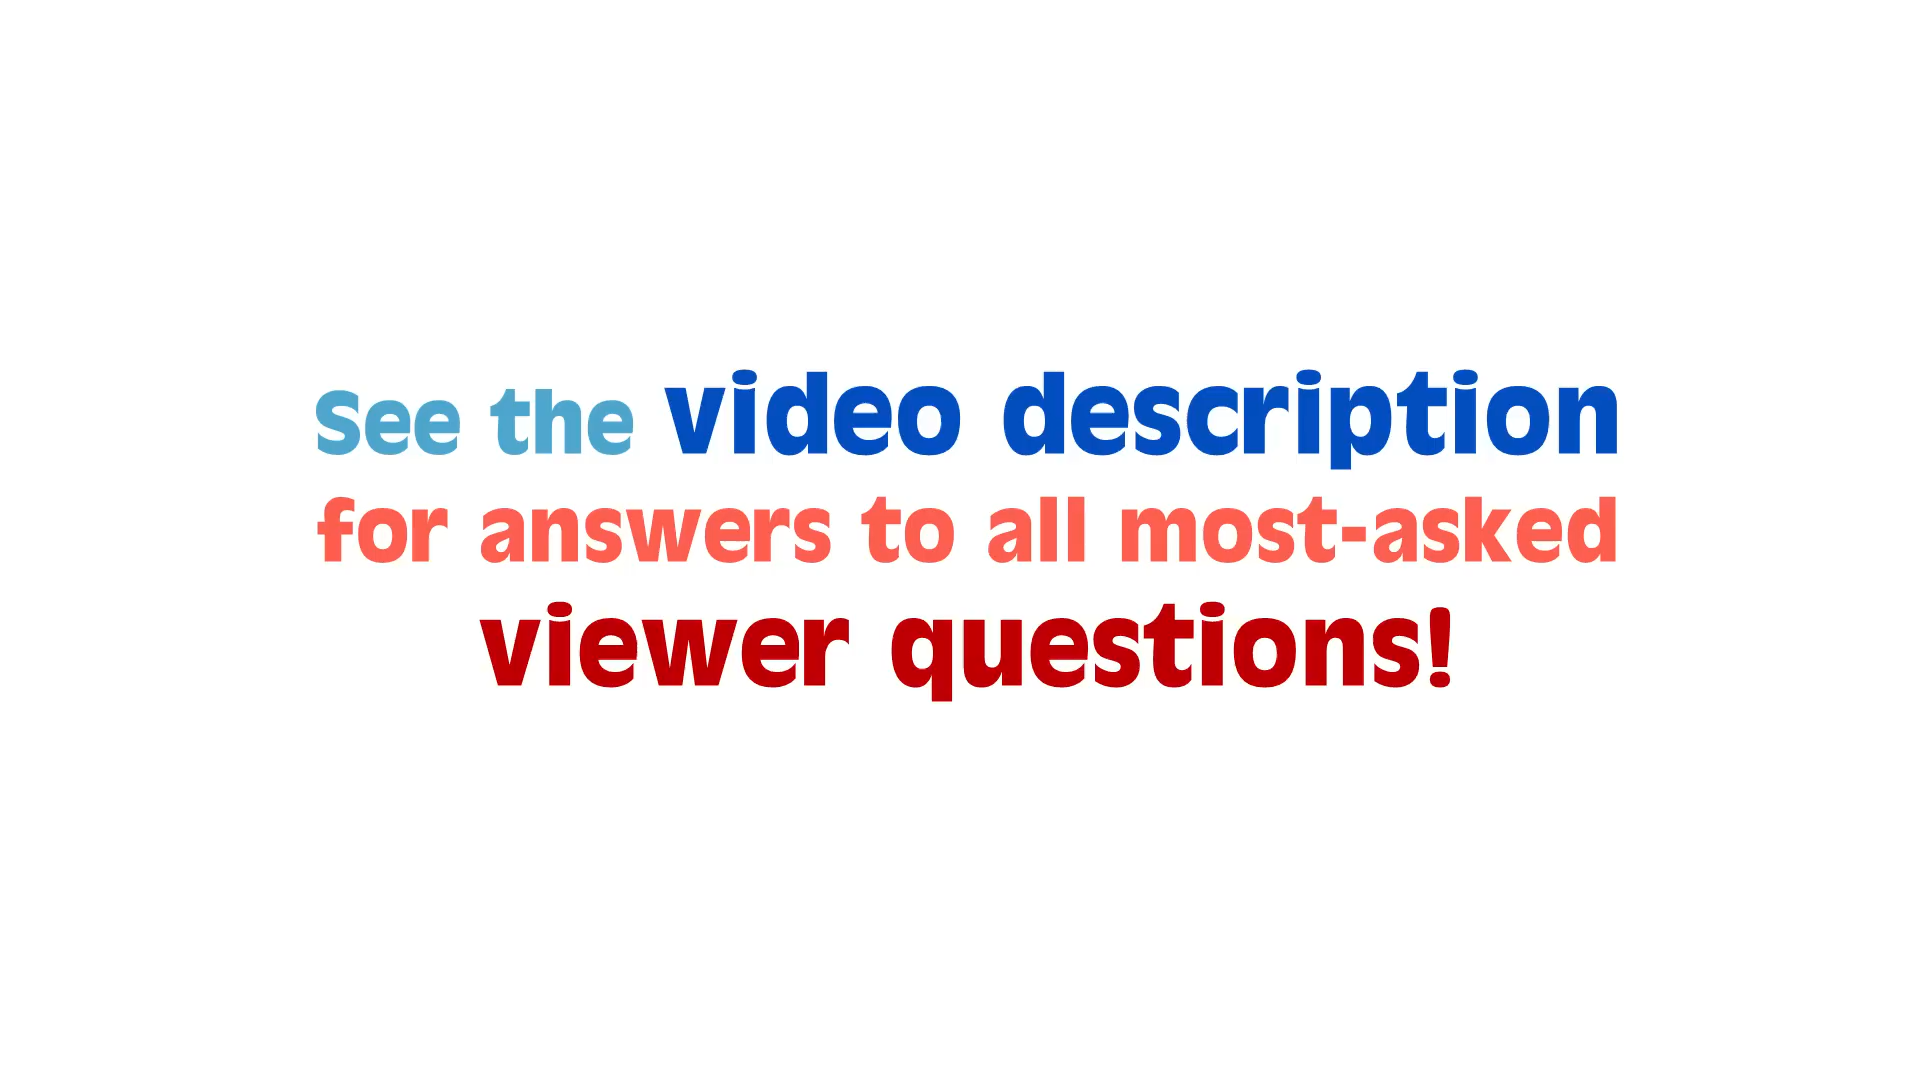 See the video description
for answers to all most-asked
viewer questions!